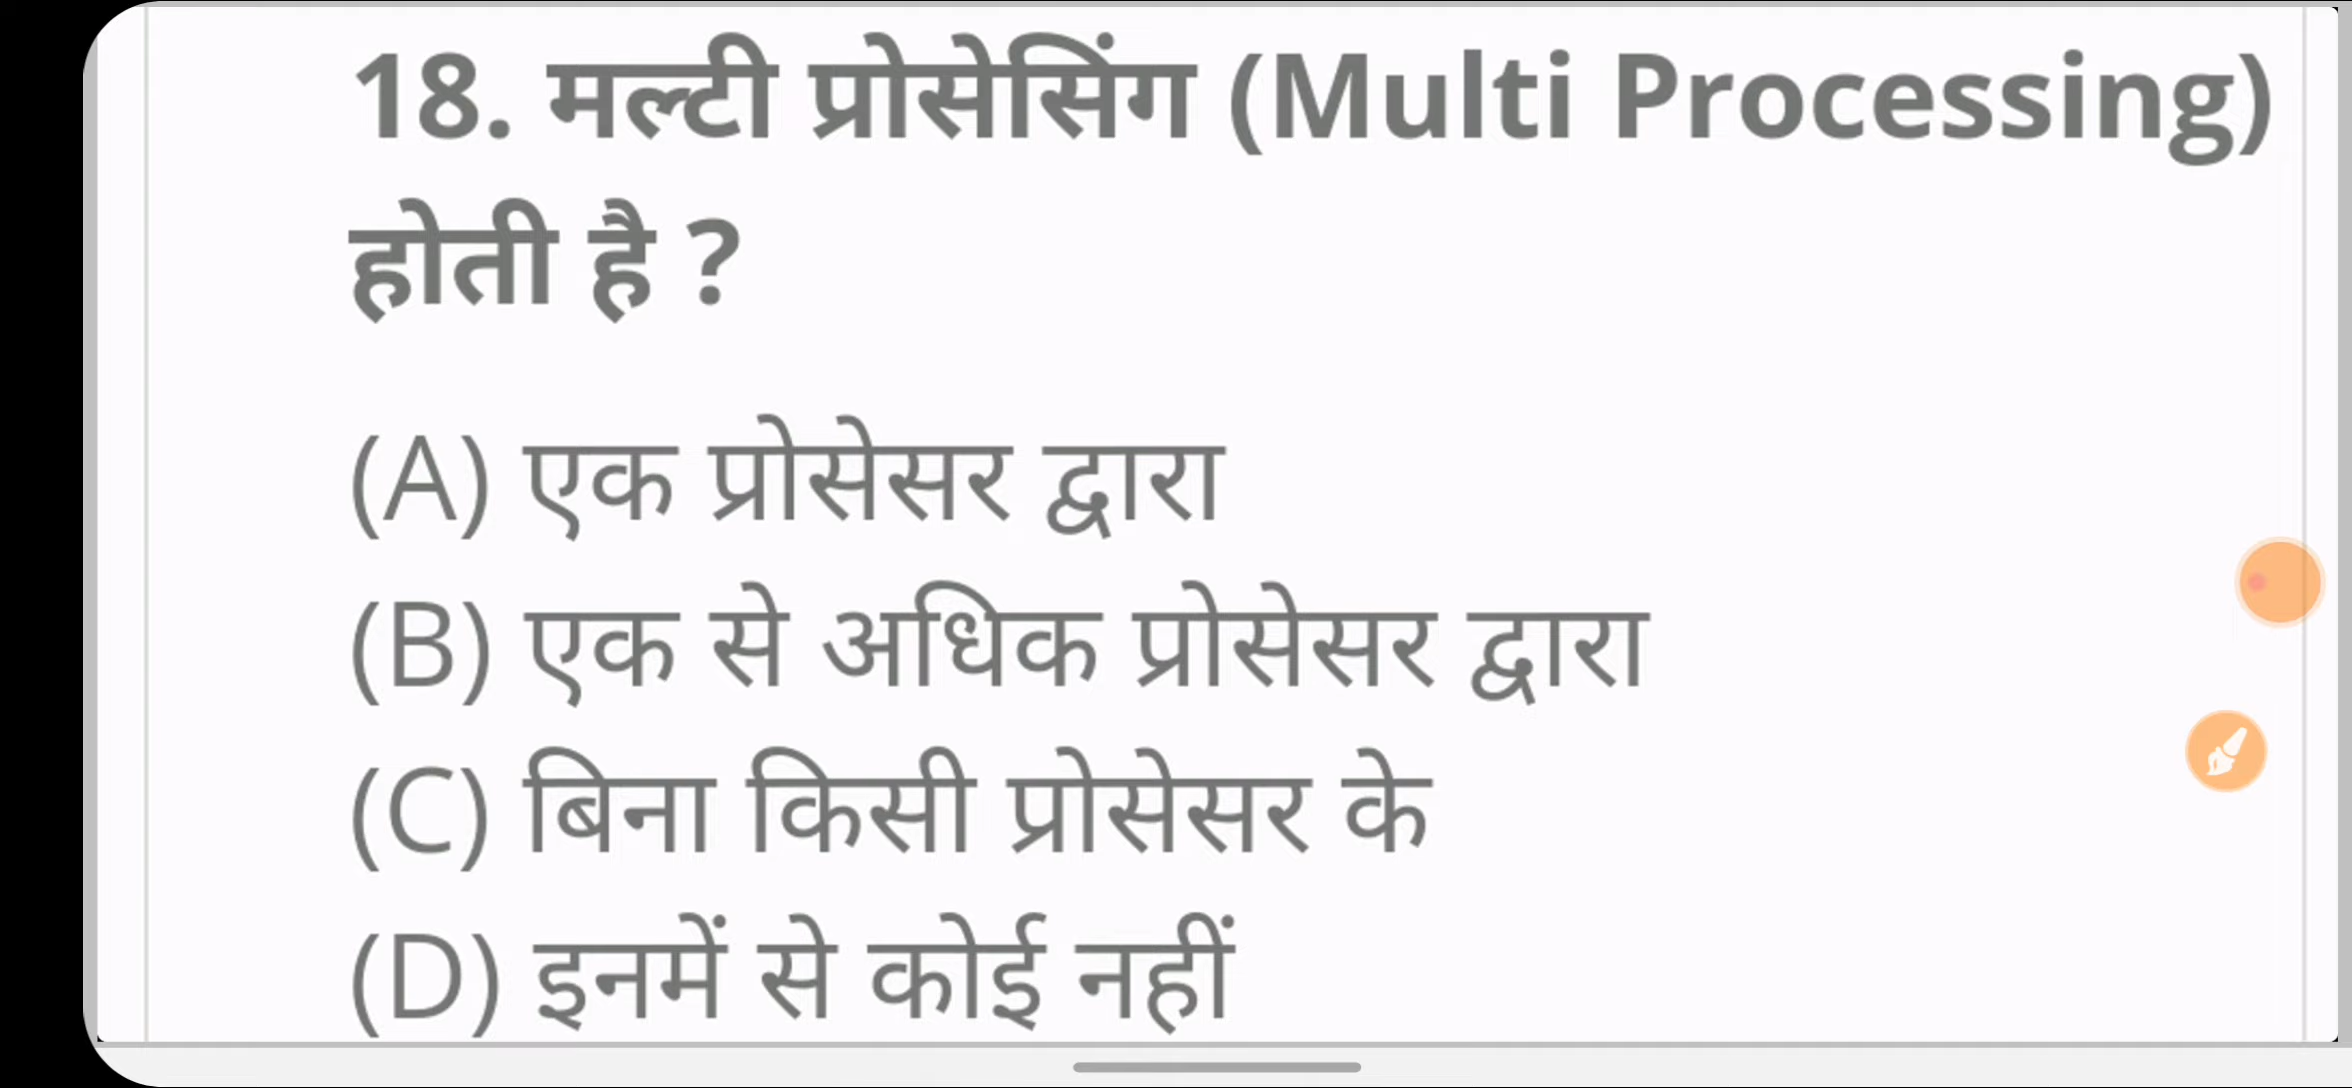 18. मल्टी प्रोसेसिंग (Multi Processing)
होती है ?
(A) एक प्रोसेसर द्वारा
(B) एक से अधिक प्रोसेसर द्वारा
(C) बिना किसी प्रोसेसर के
(D) इनमें से कोई नहीं